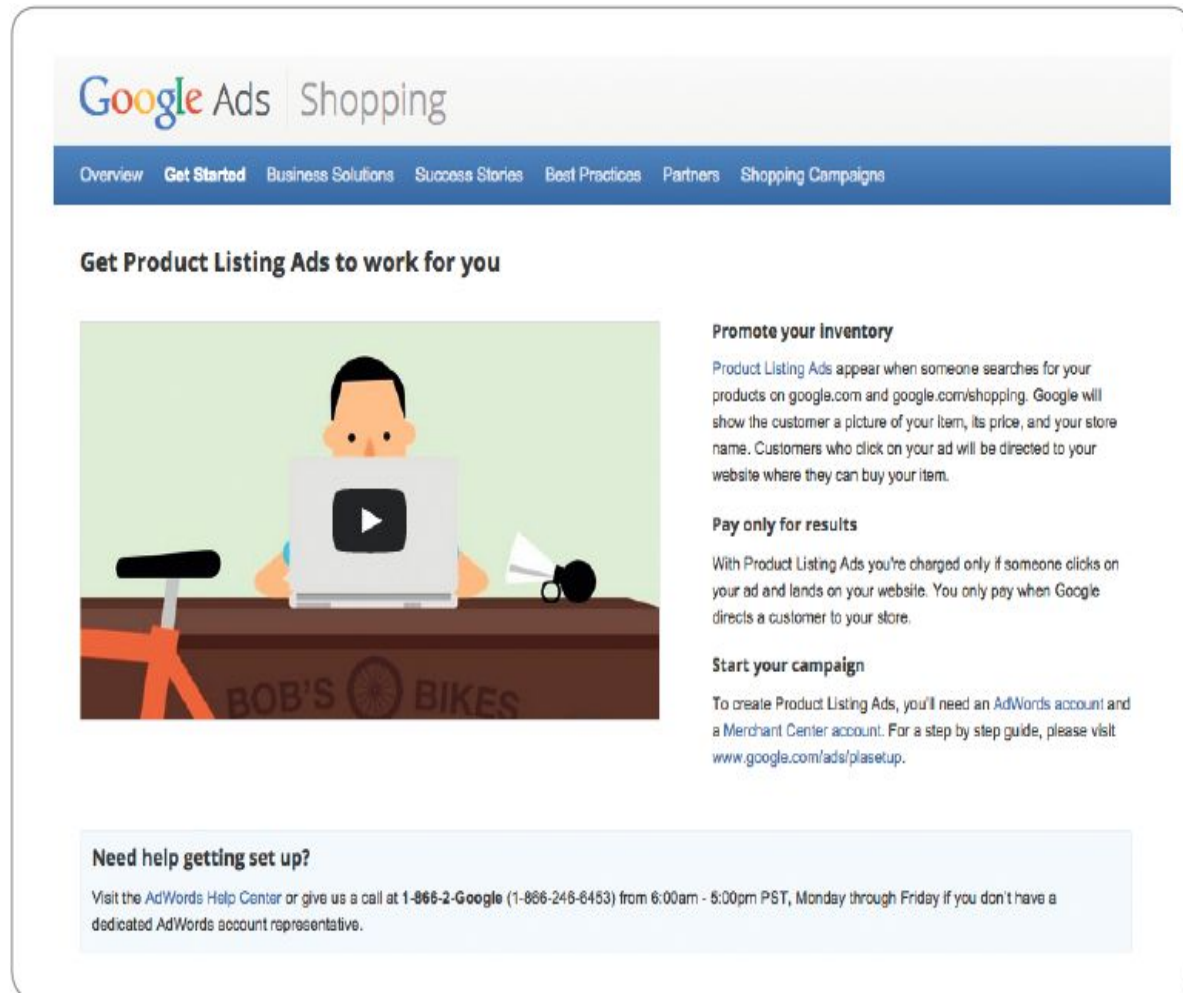 Google Ads Shopping
Overview Get Started Business Solutions Success Stories Best Practices Partners Shopping Campaigns
Get Product Listing Ads to work for you
BOB'S BIKES
Promote your inventory
Product Listing Ads appear when someone searches for your
products on google.com and google.com/shopping. Google will
show the customer a picture of your item, its price, and your store
name. Customers who click on your ad will be directed to your
website where they can buy your item.
Pay only for results
With Product Listing Ads you're charged only if someone clicks on
your ad and lands on your website. You only pay when Google
directs a customer to your store.
Start your campaign
To create Product Listing Ads, you'll need an AdWords account and
a Merchant Center account. For a step by step guide, please visit
www.google.com/ads/plasetup.
Need help getting set up?
Visit the AdWords Help Center or give us a call at 1-866-2-Google (1-866-246-6453) from 6:00am - 5:00pm PST, Monday through Friday if you don't have a
dedicated AdWords account representative.